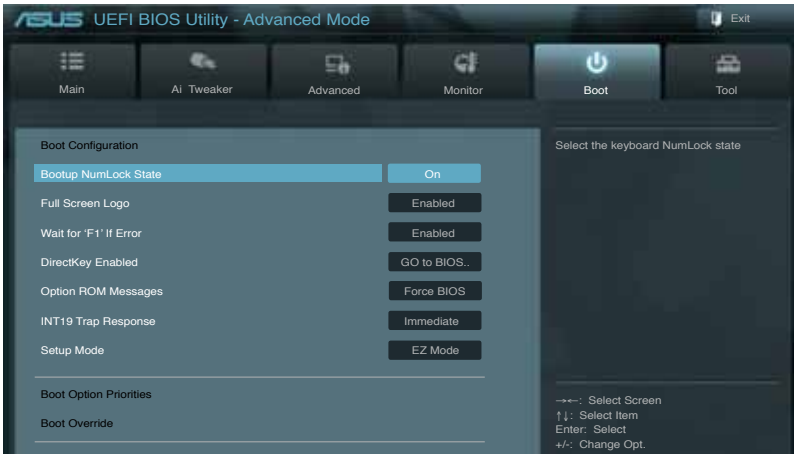 ASUS UEFI BIOS Utility - Advanced Mode
Exit
Main
Ai Tweaker
Advanced
Monitor
Boot
Tool
Boot Configuration
Bootup NumLock State On
Full Screen Logo Enabled
Wait for ‘F1’ If Error Enabled
DirectKey Enabled GO to BIOS..
Option ROM Messages Force BIOS
INT19 Trap Response Immediate
Setup Mode EZ Mode
Boot Option Priorities
Boot Override
Select the keyboard NumLock state
→←: Select Screen
↑↓: Select Item
Enter: Select
+/-: Change Opt.